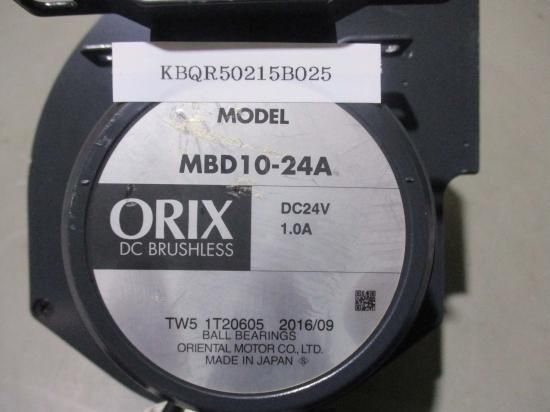 KBQR50215B025
MODEL
MBD10-24A
ORIX
DC BRUSHLESS
DC24V
1.0A
TW5 1T20605 2016/09
BALL BEARINGS
ORIENTAL MOTOR CO., LTD.
MADE IN JAPAN Ⓢ